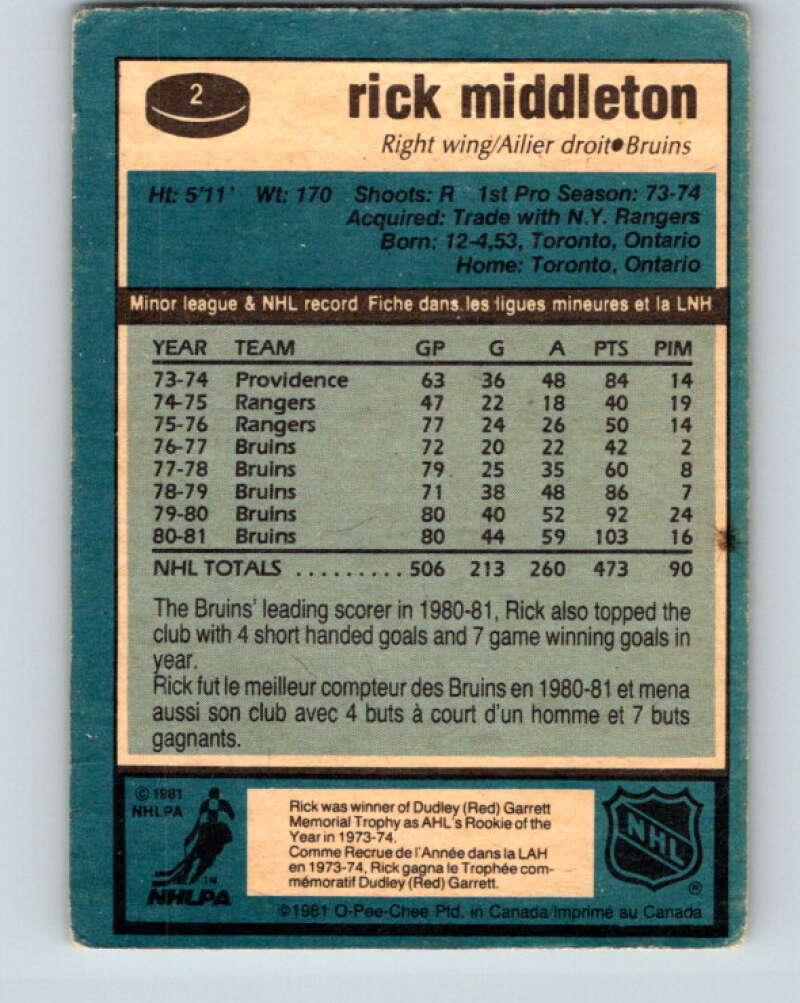 2
rick middleton
Right wing/Ailier droit●Bruins
Ht: 5'11' Wt: 170 Shoots: R 1st Pro Season: 73-74
Acquired: Trade with N.Y. Rangers
Born: 12-4,53, Toronto, Ontario
Home: Toronto, Ontario
Minor league & NHL record Fiche dans les ligues mineures et la LNH
YEAR TEAM GP G A PTS PIM
73-74 Providence 63 36 48 84 14
74-75 Rangers 47 22 18 40 19
75-76 Rangers 77 24 26 50 14
76-77 Bruins 72 20 22 42 2
77-78 Bruins 79 25 35 60 8
78-79 Bruins 71 38 48 86 7
79-80 Bruins 80 40 52 92 24
80-81 Bruins 80 44 59 103 16
NHL TOTALS .........506 213 260 473 90
The Bruins' leading scorer in 1980-81, Rick also topped the
club with 4 short handed goals and 7 game winning goals in
year.
Rick fut le meilleur compteur des Bruins en 1980-81 et mena
aussi son club avec 4 buts à court d'un homme et 7 buts
gagnants.
© 1981
NHLPA
TM
NHLPA
Rick was winner of Dudley (Red) Garrett
Memorial Trophy as AHL's Rookie of the
Year in 1973-74.
Comme Recrue de l'Année dans la LAH
en 1973-74, Rick gagna le Trophée com-
mémoratif Dudley (Red) Garrett.
NHL
®
©1981 O-Pee-Chee Ptd. in Canada/Imprimé au Canada